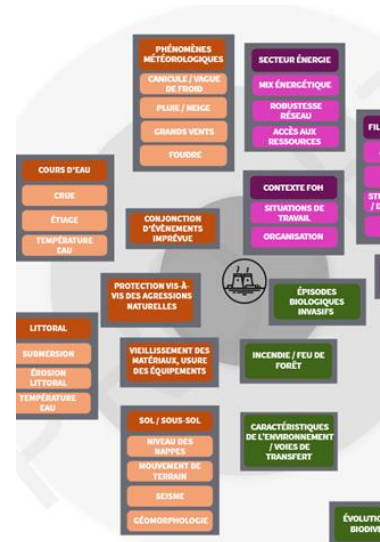 PHÉNOMÈNES
MÉTÉOROLOGIQUES
CANICULE / VAGUE
DE FROID
PLUIE / NEIGE
GRANDS VENTS
FOUDRE
SECTEUR ÉNERGIE
MIX ÉNERGÉTIQUE
ROBUSTESSE
RÉSEAU
ACCÈS AUX
RESSOURCES
FIL
STI
/ D
COURS D'EAU
CRUE
ÉTIAGE
TEMPÉRATURE
EAU
CONJONCTION
D'ÉVÈNEMENTS
IMPRÉVUE
CONTEXTE FOH
SITUATIONS DE
TRAVAIL
ORGANISATION
PROTECTION VIS-À-
VIS DES AGRESSIONS
NATURELLES
ÉPISODES
BIOLOGIQUES
INVASIFS
LITTORAL
SUBMERSION
ÉROSION
LITTORAL
TEMPÉRATURE
EAU
VIEILLISSEMENT DES
MATÉRIAUX, USURE
DES ÉQUIPEMENTS
INCENDIE / FEU DE
FORÊT
SOL / SOUS-SOL
NIVEAU DES
NAPPES
MOUVEMENT DE
TERRAIN
SEISME
GÉOMORPHOLOGIE
CARACTÉRISTIQUES
DE L'ENVIRONNEMENT
/ VOIES DE
TRANSFERT
ÉVOLUTIO
BIODIVE